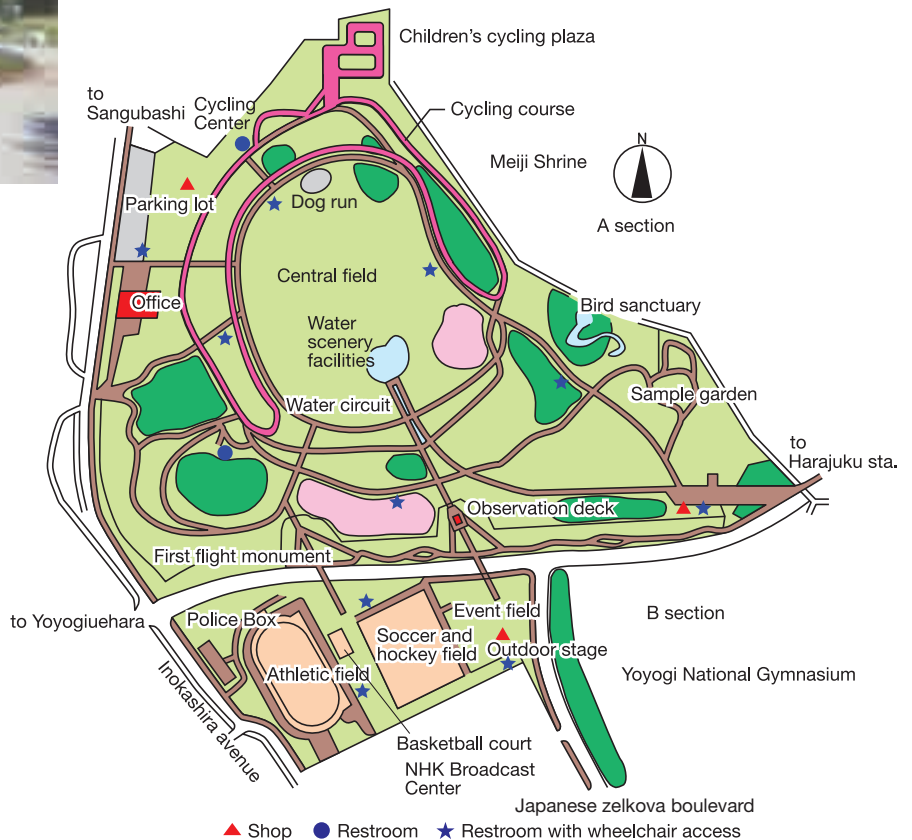 Children's cycling plaza
to
Sangubashi
Cycling
Center
Cycling course
N
Meiji Shrine
Parking lot
Dog run
A section
Central field
Office
Bird sanctuary
Water
scenery
facilities
Water circuit
Sample garden
to
Harajuku sta.
Observation deck
First flight monument
to Yoyogiuehara
Police Box
Event field
B section
Soccer and
hockey field
Outdoor stage
Athletic field
Yoyogi National Gymnasium
Inokashira avenue
Basketball court
NHK Broadcast
Center
Japanese zelkova boulevard
Shop
Restroom
Restroom with wheelchair access